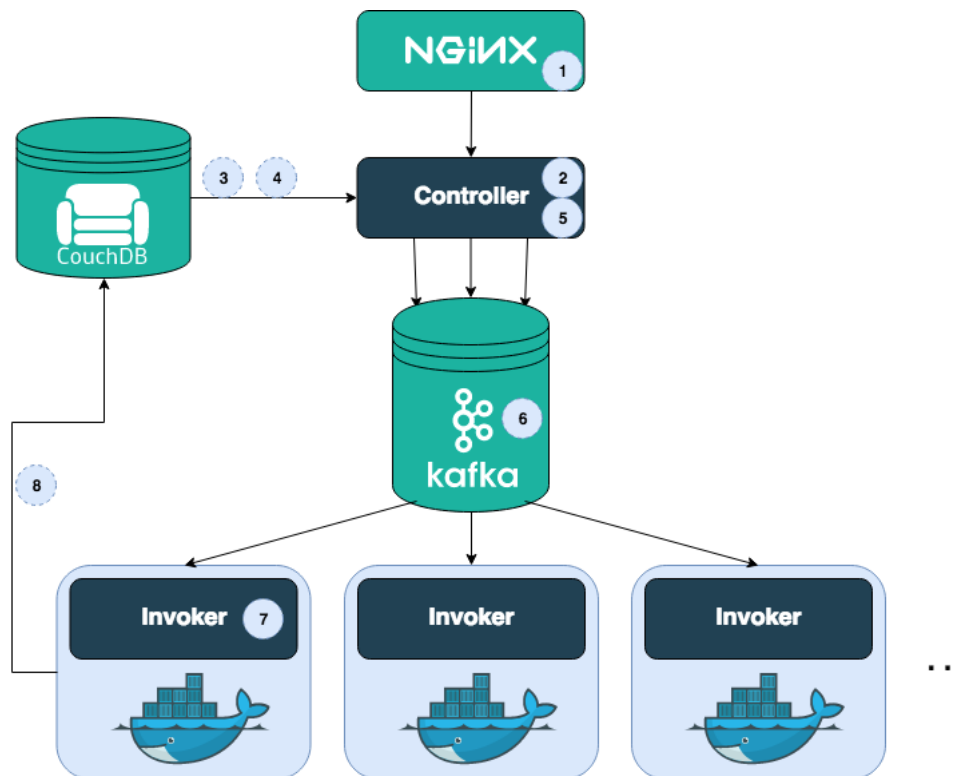 NGiNX
1
3
4
Controller
2
5
CouchDB
6
kafka
8
Invoker
7
Invoker
Invoker
..